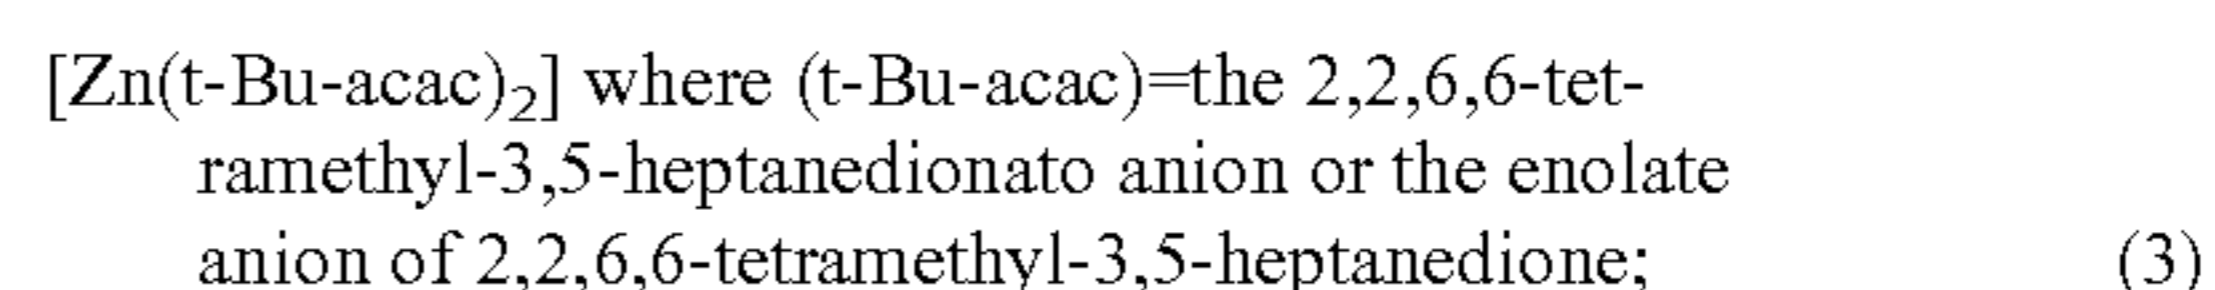 [Zn(t-Bu-acac)₂] where (t-Bu-acac)=the 2,2,6,6-tet-
ramethyl-3,5-heptanedionato anion or the enolate
anion of 2,2,6,6-tetramethyl-3,5-heptanedione; (3)